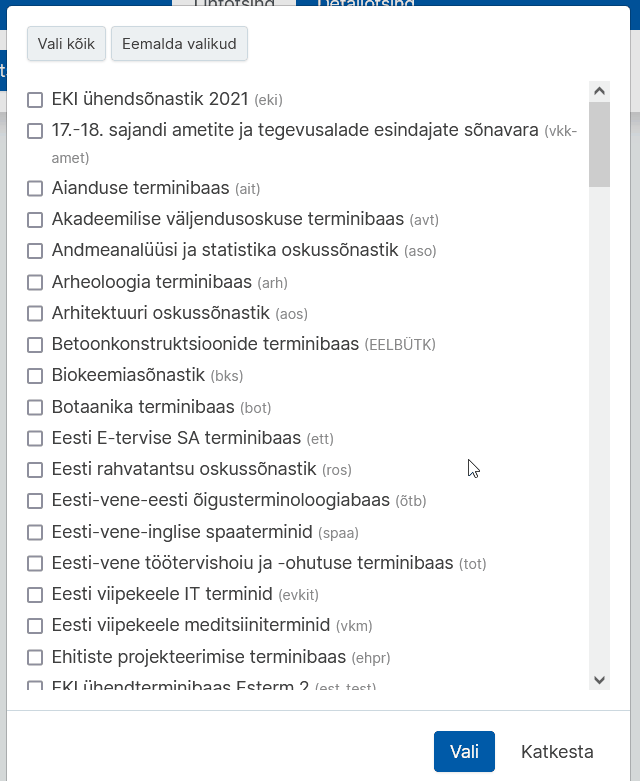 Lihtotsing Detailotsing
Vali kõik Eemalda valikud
EKI ühendsõnastik 2021 (eki)
17.-18. sajandi ametite ja tegevusalade esindajate sõnavara (vkk-
amet)
Aianduse terminibaas (ait)
Akadeemilise väljendusoskuse terminibaas (avt)
Andmeanalüüsi ja statistika oskussõnastik (aso)
Arheoloogia terminibaas (arh)
Arhitektuuri oskussõnastik (aos)
Betoonkonstruktsioonide terminibaas (EELBÜTK)
Biokeemiasõnastik (bks)
Botaanika terminibaas (bot)
Eesti E-tervise SA terminibaas (ett)
Eesti rahvatantsu oskussõnastik (ros)
Eesti-vene-eesti õigusterminoloogiabaas (õtb)
Eesti-vene-inglise spaaterminid (spaa)
Eesti-vene töötervishoiu ja -ohutuse terminibaas (tot)
Eesti viipekeele IT terminid (evkit)
Eesti viipekeele meditsiiniterminid (vkm)
Ehitiste projekteerimise terminibaas (ehpr)
EKI ühendterminibaas Esterm 2 (est_test)
Vali Katkesta